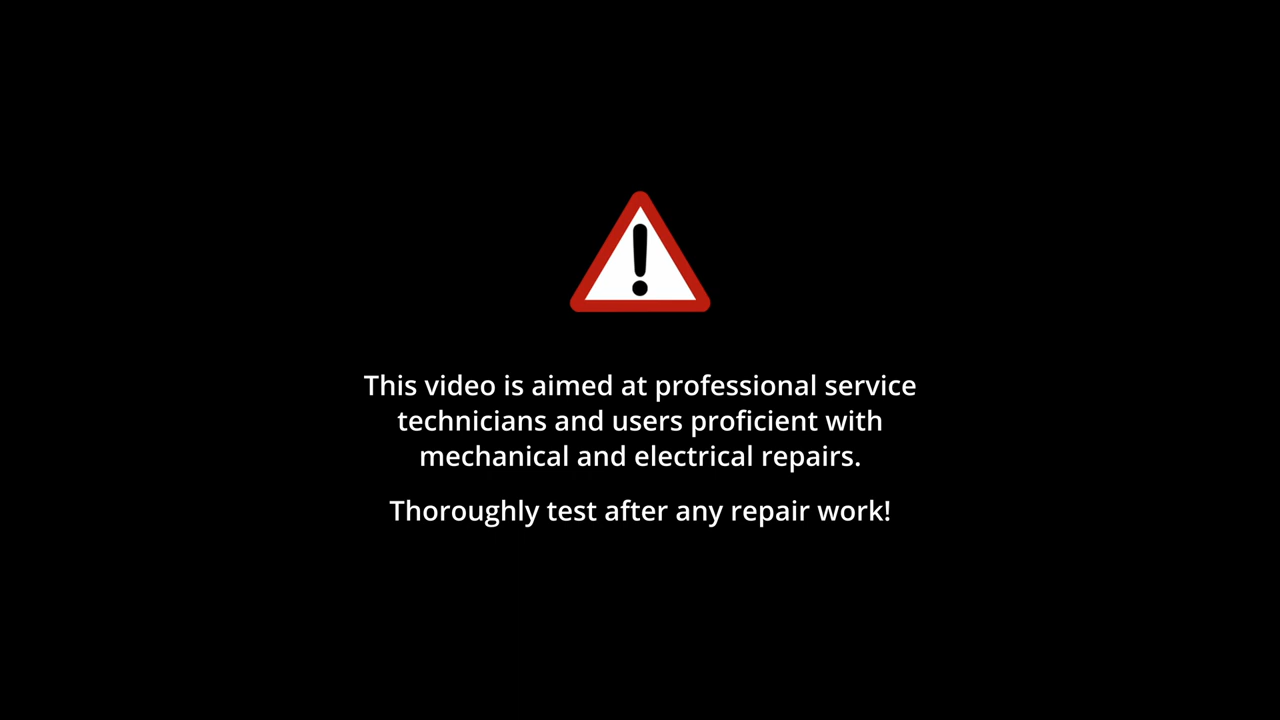 This video is aimed at professional service
technicians and users proficient with
mechanical and electrical repairs.
Thoroughly test after any repair work!